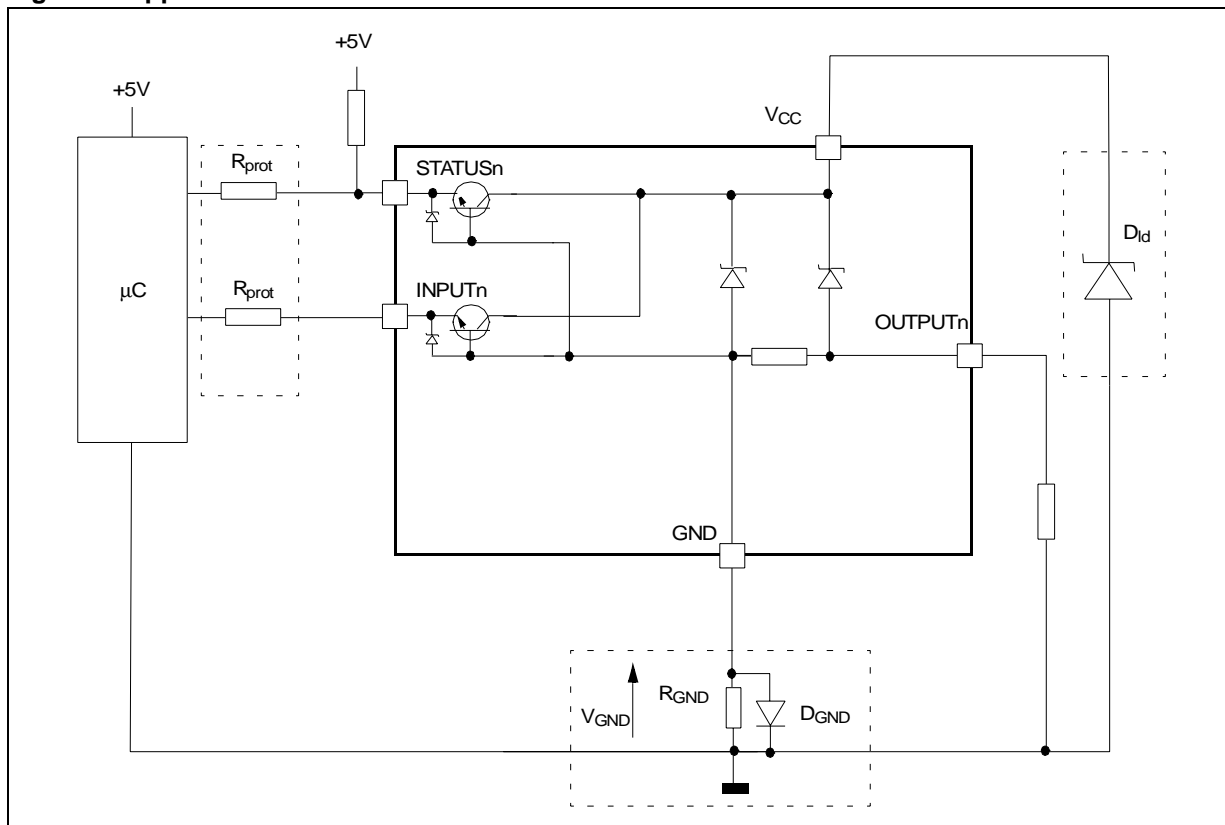 +5V
+5V
VCC
Rprot
STATUSn
Dld
μC
Rprot
INPUTn
OUTPUTn
GND
RGND
VGND
DGND